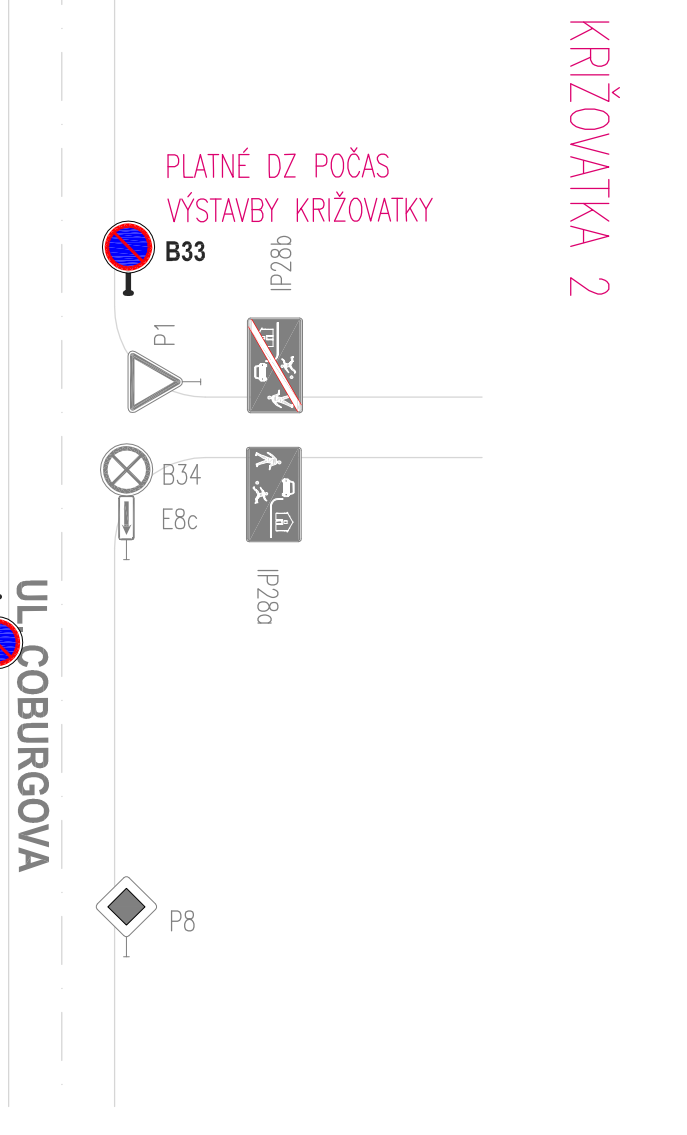 KRIŽOVATKA 2
PLATNÉ DZ POČAS
VÝSTAVBY KRIŽOVATKY
B33
IP28b
P1
B34
E8c
IP28a
UL. COBURGOVA
P8